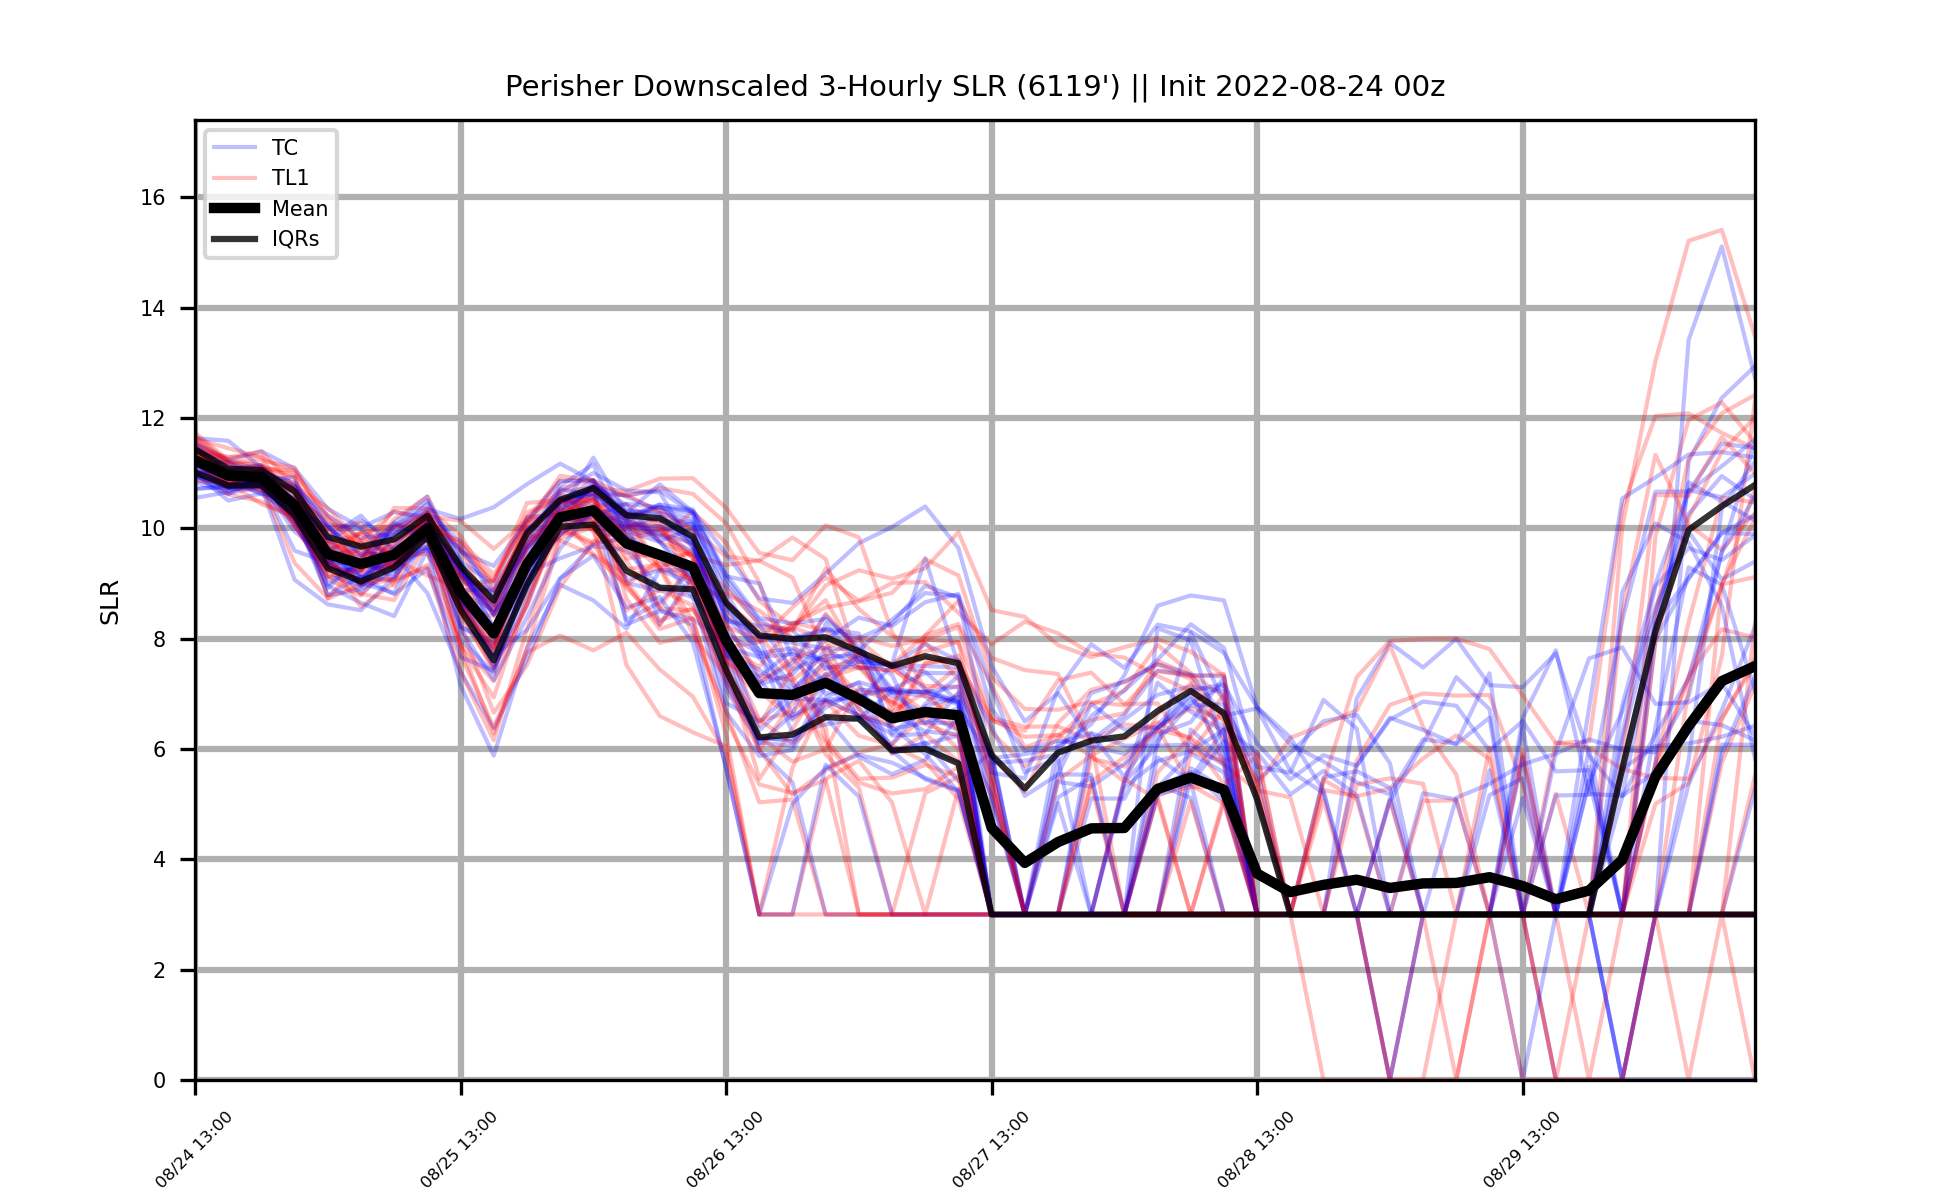 Perisher Downscaled 3-Hourly SLR (6119') || Init 2022-08-24 00z
TC
TL1
Mean
IQRs
SLR
16
14
12
10
8
6
4
2
0
08/24 13:00
08/25 13:00
08/26 13:00
08/27 13:00
08/28 13:00
08/29 13:00